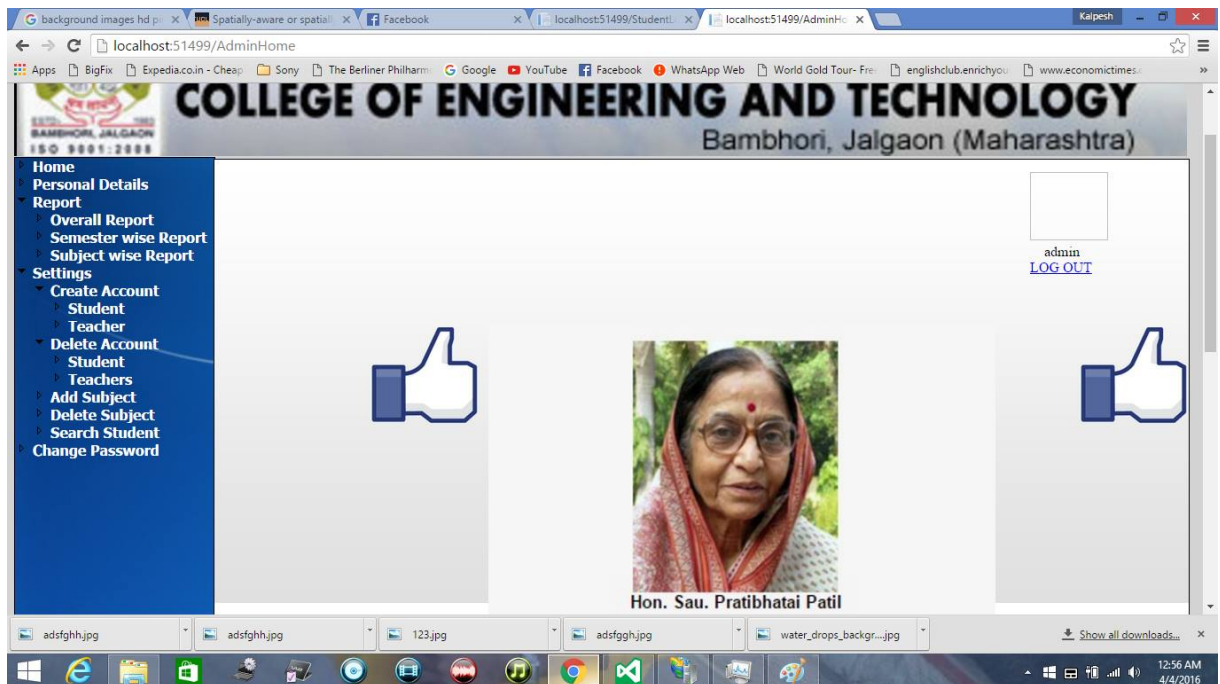 background images hd pi
Spatially-aware or spatiall
Facebook
localhost:51499/StudentL
localhost:51499/AdminHo
Kalpesh
localhost:51499/AdminHome
Apps
BigFix
Expedia.co.in - Cheap
Sony
The Berliner Philharm
Google
YouTube
Facebook
WhatsApp Web
World Gold Tour- Fre
englishclub.enrichyou
www.economictimes.c
COLLEGE OF ENGINEERING AND TECHNOLOGY
BAMBHORI, JALGAON
ISO 9001:2008
Bambhori, Jalgaon (Maharashtra)
Home
Personal Details
Report
Overall Report
Semester wise Report
Subject wise Report
Settings
Create Account
Student
Teacher
Delete Account
Student
Teachers
Add Subject
Delete Subject
Search Student
Change Password
admin
LOG OUT
Hon. Sau. Pratibhatai Patil
adsfghh.jpg
adsfghh.jpg
123.jpg
adsfggh.jpg
water_drops_backgr....jpg
Show all downloads...
12:56 AM
4/4/2016